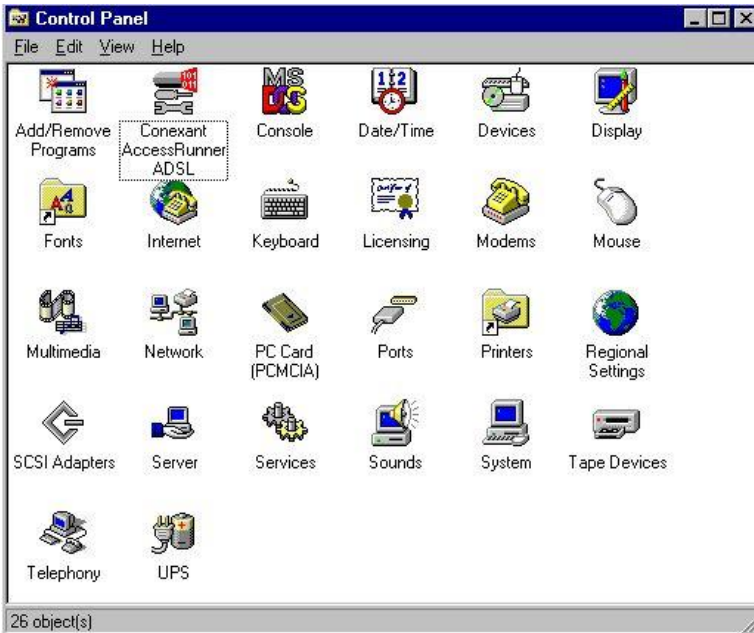 Control Panel
File Edit View Help
Add/Remove Programs
Conexant AccessRunner ADSL
Console
Date/Time
Devices
Display
Fonts
Internet
Keyboard
Licensing
Modems
Mouse
Multimedia
Network
PC Card (PCMCIA)
Ports
Printers
Regional Settings
SCSI Adapters
Server
Services
Sounds
System
Tape Devices
Telephony
UPS
26 object(s)